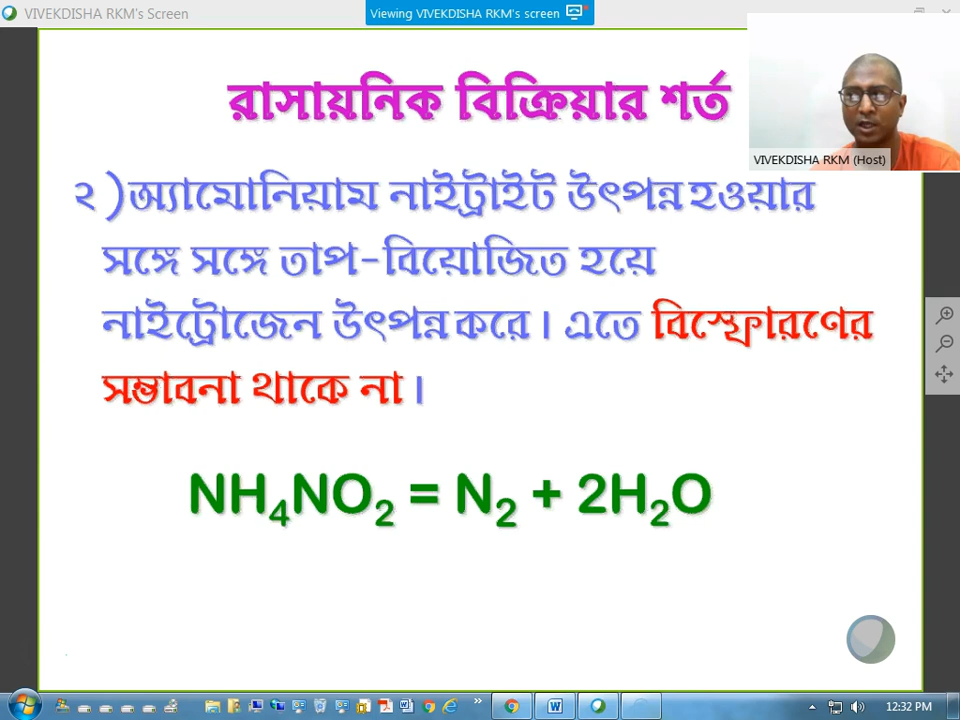 VIVEKDISHA RKM's Screen
Viewing VIVEKDISHA RKM's screen
রাসায়নিক বিক্রিয়ার শর্ত
VIVEKDISHA RKM (Host)
২) অ্যামোনিয়াম নাইট্রাইট উৎপন্ন হওয়ার
সঙ্গে সঙ্গে তাপ-বিয়োজিত হয়ে
নাইট্রোজেন উৎপন্ন করে। এতে বিস্ফোরণের
সম্ভাবনা থাকে না।
NH₄NO₂ = N₂ + 2H₂O
12:32 PM